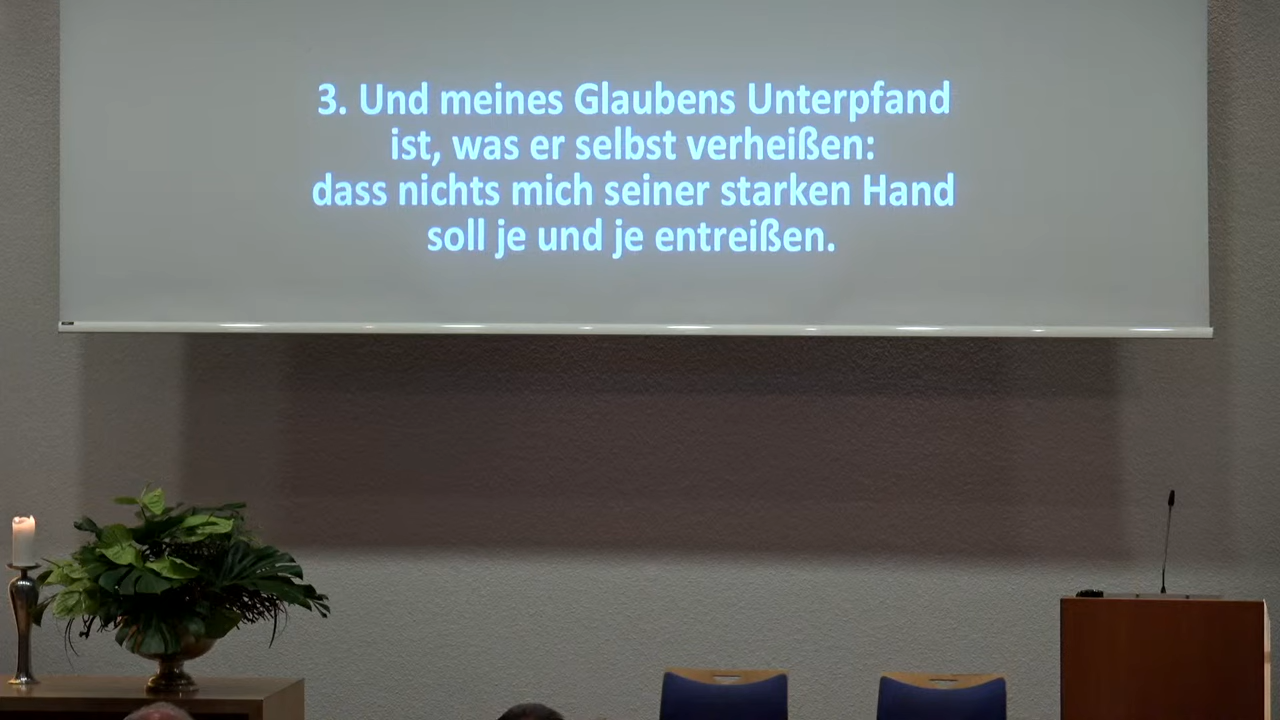 3. Und meines Glaubens Unterpfand
ist, was er selbst verheißen:
dass nichts mich seiner starken Hand
soll je und je entreißen.